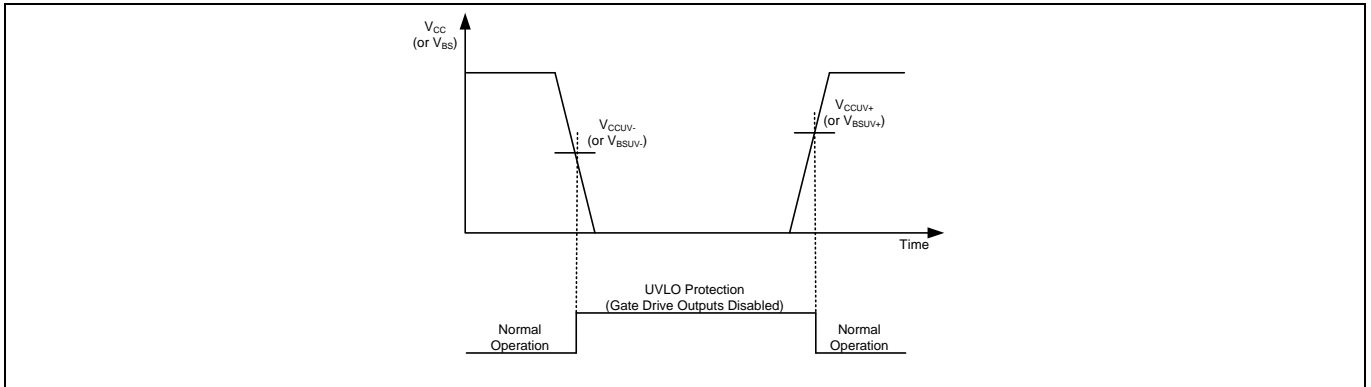 VCC
(or VBS)
VCCUV-
(or VBSUV-)
VCCUV+
(or VBSUV+)
Time
UVLO Protection
(Gate Drive Outputs Disabled)
Normal
Operation
Normal
Operation